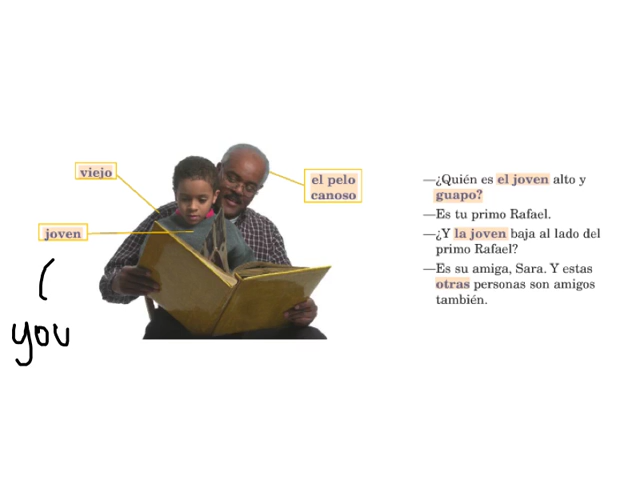 viejo
el pelo
canoso
joven
(
you
—¿Quién es el joven alto y
guapo?
—Es tu primo Rafael.
—¿Y la joven baja al lado del
primo Rafael?
—Es su amiga, Sara. Y estas
otras personas son amigos
también.